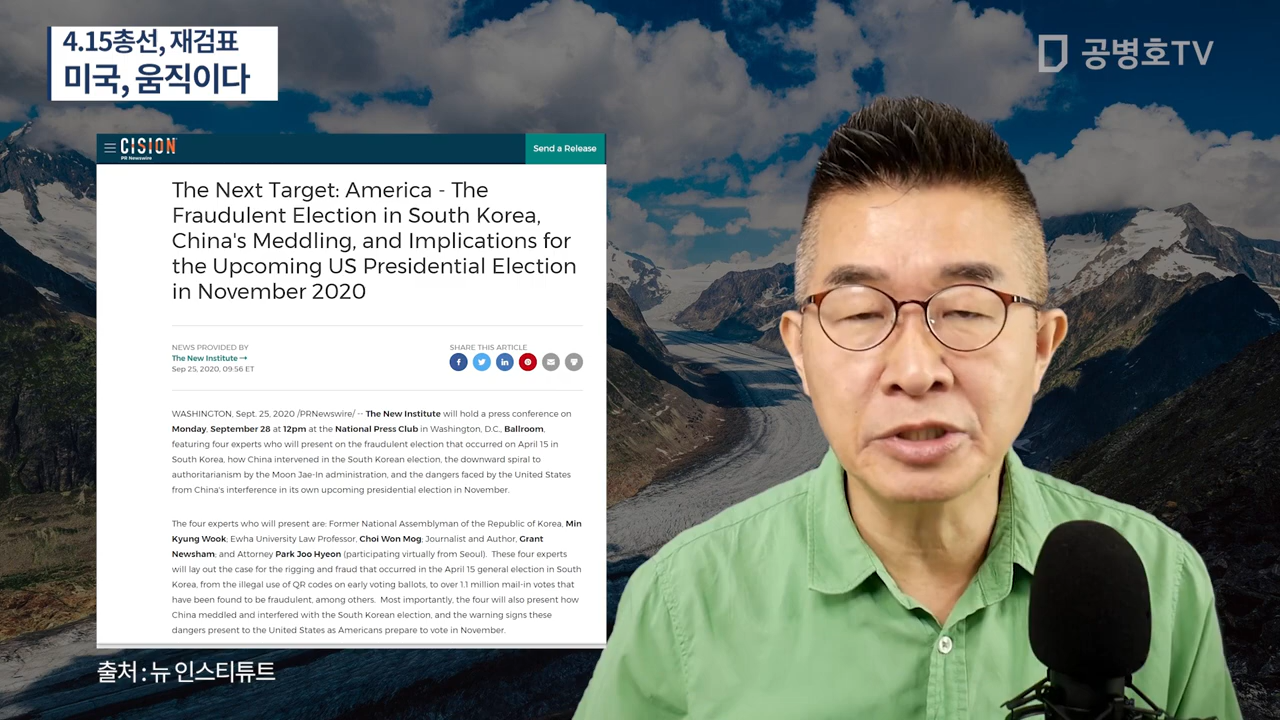 4.15총선, 재검표
미국, 움직이다
공병호TV
CISION
PR Newswire
Send a Release
The Next Target: America - The
Fraudulent Election in South Korea,
China's Meddling, and Implications for
the Upcoming US Presidential Election
in November 2020
NEWS PROVIDED BY
The New Institute →
Sep 25, 2020, 09:56 ET
SHARE THIS ARTICLE
WASHINGTON, Sept. 25, 2020 /PRNewswire/ -- The New Institute will hold a press conference on
Monday, September 28 at 12pm at the National Press Club in Washington, D.C., Ballroom,
featuring four experts who will present on the fraudulent election that occurred on April 15 in
South Korea, how China intervened in the South Korean election, the downward spiral to
authoritarianism by the Moon Jae-In administration, and the dangers faced by the United States
from China's interference in its own upcoming presidential election in November.
The four experts who will present are: Former National Assemblyman of the Republic of Korea, Min
Kyung Wook; Ewha University Law Professor, Choi Won Mog; Journalist and Author, Grant
Newsham; and Attorney Park Joo Hyeon (participating virtually from Seoul). These four experts
will lay out the case for the rigging and fraud that occurred in the April 15 general election in South
Korea, from the illegal use of QR codes on early voting ballots, to over 1.1 million mail-in votes that
have been found to be fraudulent, among others. Most importantly, the four will also present how
China meddled and interfered with the South Korean election, and the warning signs these
dangers present to the United States as Americans prepare to vote in November.
출처 : 뉴 인스티튜트